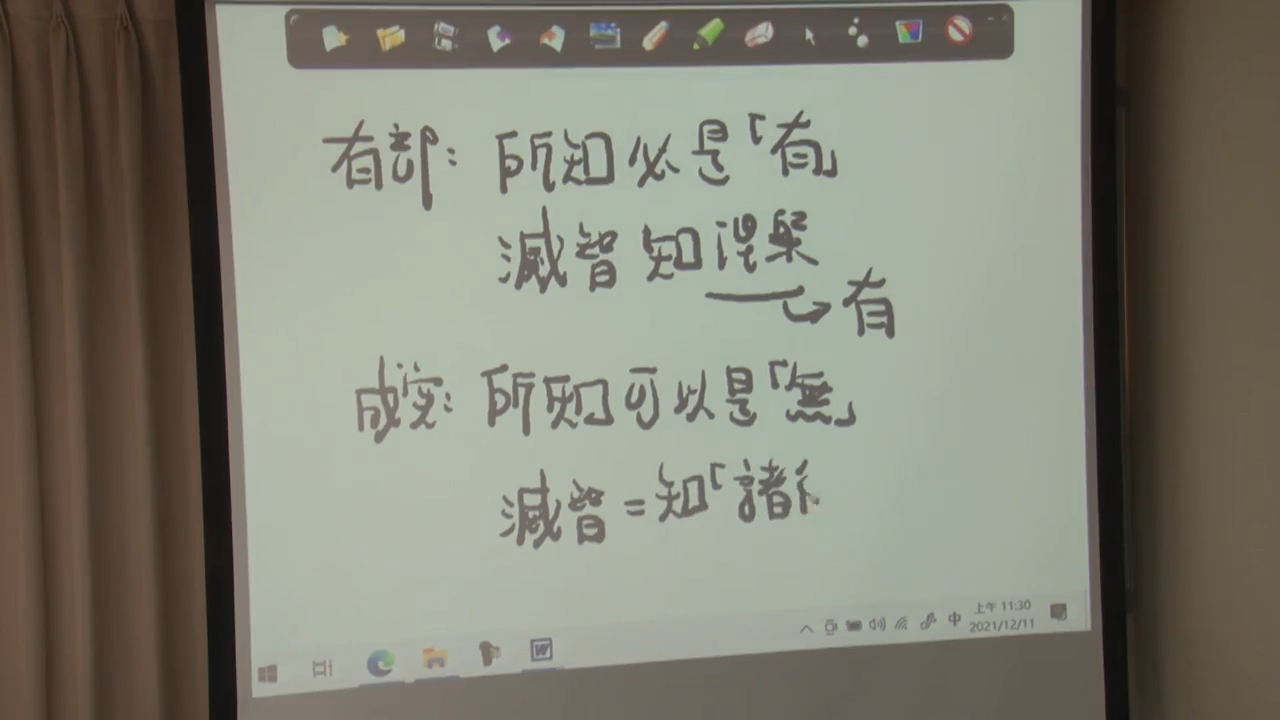 有部：所知必是「有」
滅智知涅槃
→有
成實：所知可以是「無」
滅智＝知「諸
中
上午 11:30
2021/12/11